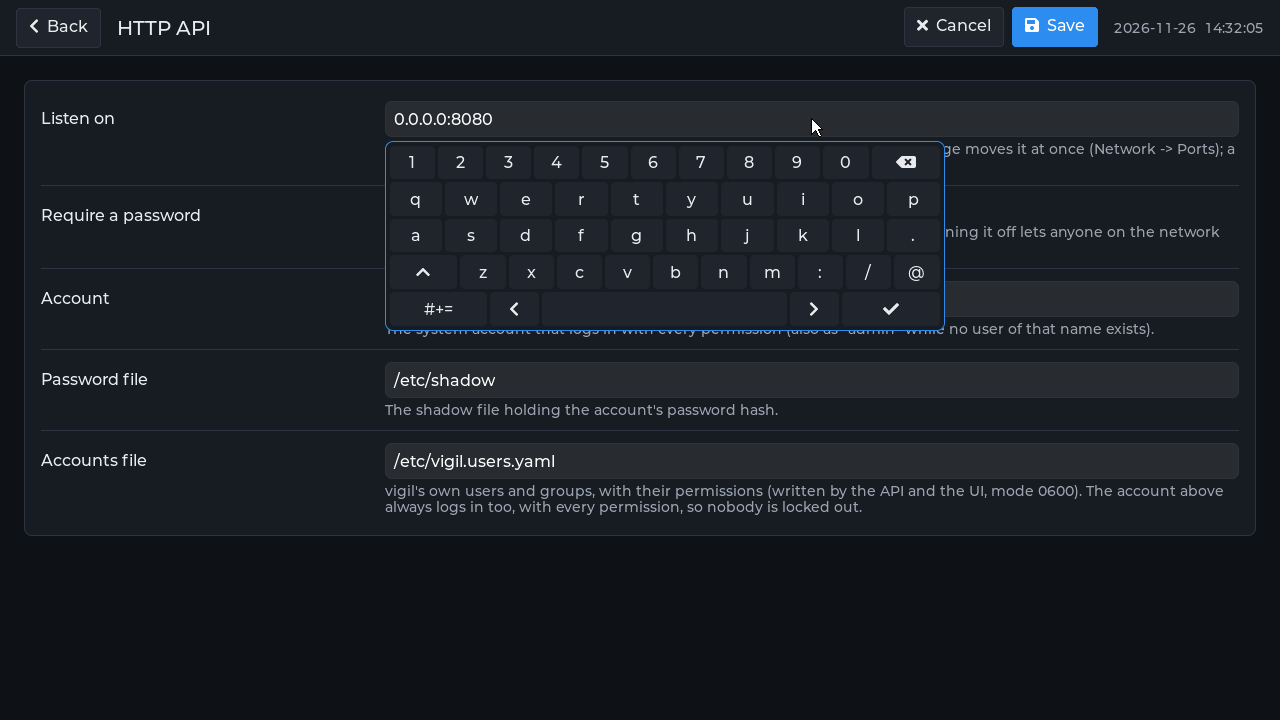 Back HTTP API Cancel Save 2026-11-26 14:32:05
Listen on 0.0.0.0:8080
1 2 3 4 5 6 7 8 9 0
ge moves it at once (Network -> Ports); a
q w e r t y u i o p
Require a password
a s d f g h j k l .
ning it off lets anyone on the network
z x c v b n m : / @
Account
#+=
The system account that logs in with every permission (also as "admin" while no user of that name exists).
Password file /etc/shadow
The shadow file holding the account's password hash.
Accounts file /etc/vigil.users.yaml
vigil's own users and groups, with their permissions (written by the API and the UI, mode 0600). The account above
always logs in too, with every permission, so nobody is locked out.